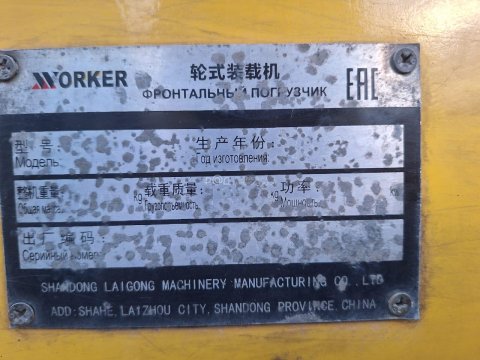 WORKER
轮式装载机
ФРОНТАЛЬНЫЙ ПОГРУЗЧИК
EAC
型号:
Модель:
生产年份:
Год изготовления:
整机重量:
Общая масса:
kg
载重质量:
Грузоподъемность:
kg
功率:
Мощность:
出厂编码:
Серийный номер:
SHANDONG LAIGONG MACHINERY MANUFACTURING CO., LTD
ADD: SHAHE, LAIZHOU CITY, SHANDONG PROVINCE, CHINA